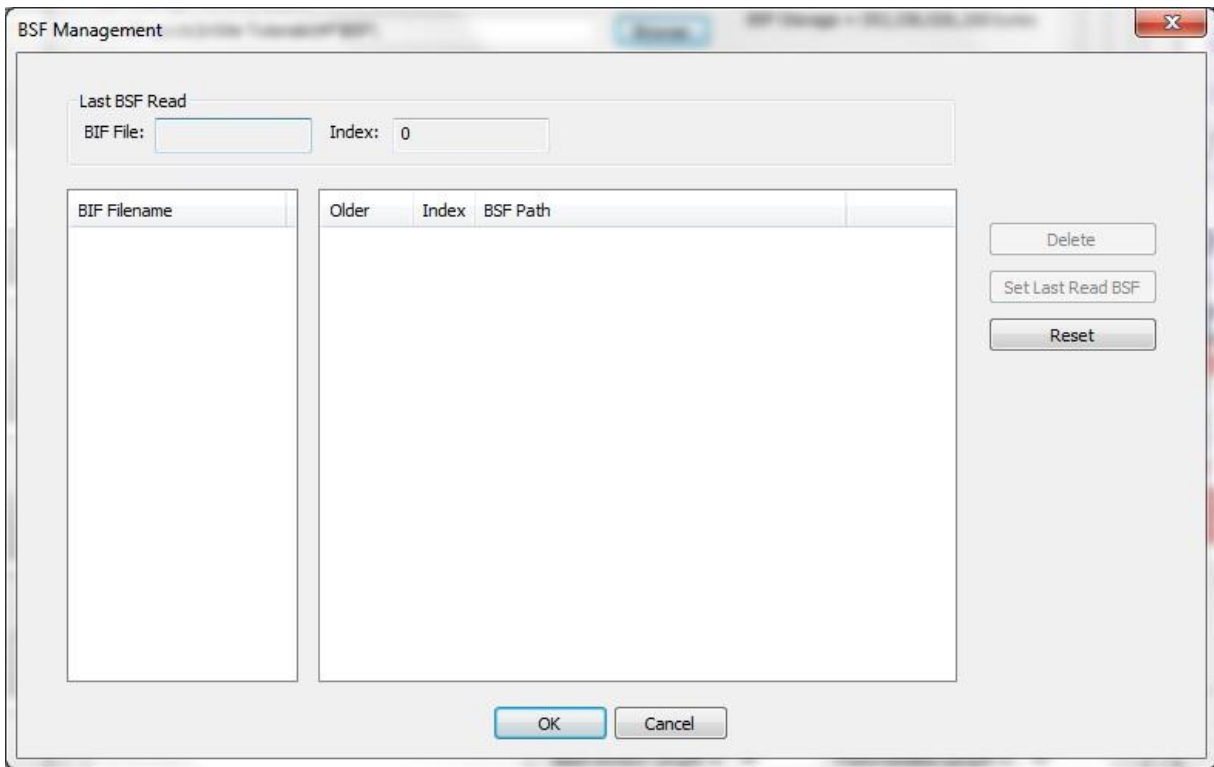 BSF Management
Last BSF Read
BIF File: Index: 0
BIF Filename Older Index BSF Path
Delete
Set Last Read BSF
Reset
OK Cancel